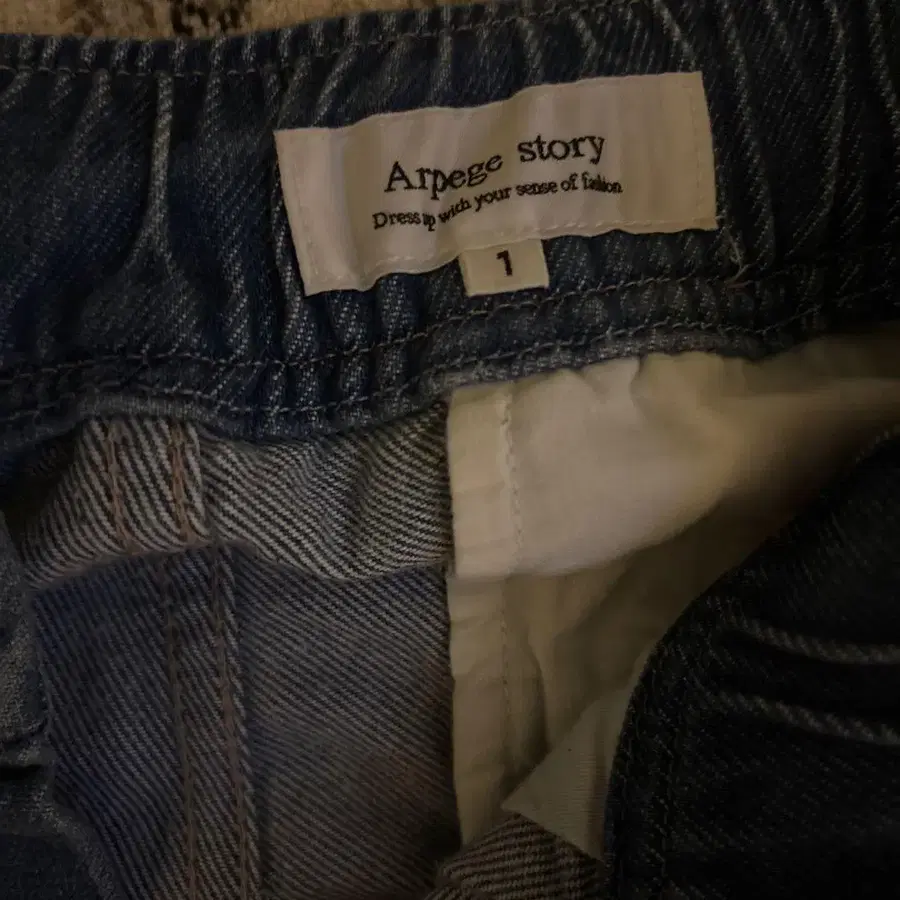 Arpege story
Dress up with your sense of fashion
1